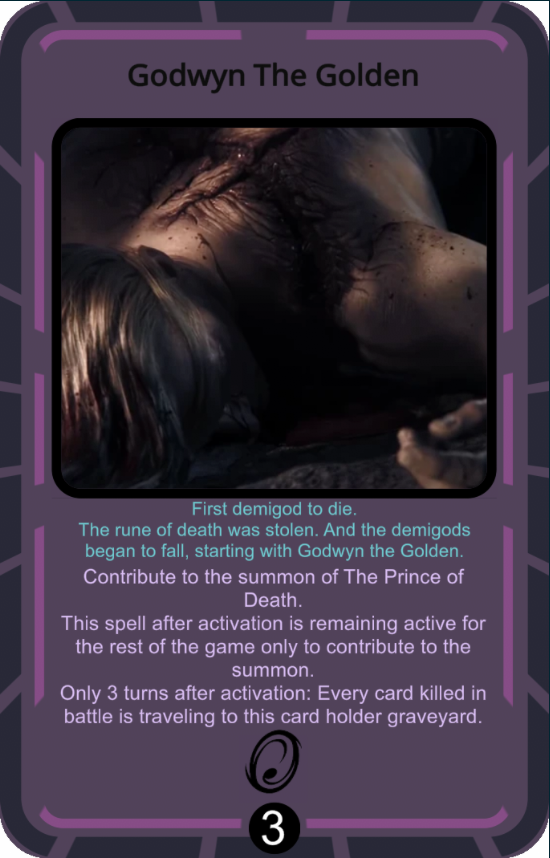 Godwyn The Golden
First demigod to die.
The rune of death was stolen. And the demigods
began to fall, starting with Godwyn the Golden.
Contribute to the summon of The Prince of
Death.
This spell after activation is remaining active for
the rest of the game only to contribute to the
summon.
Only 3 turns after activation: Every card killed in
battle is traveling to this card holder graveyard.
3